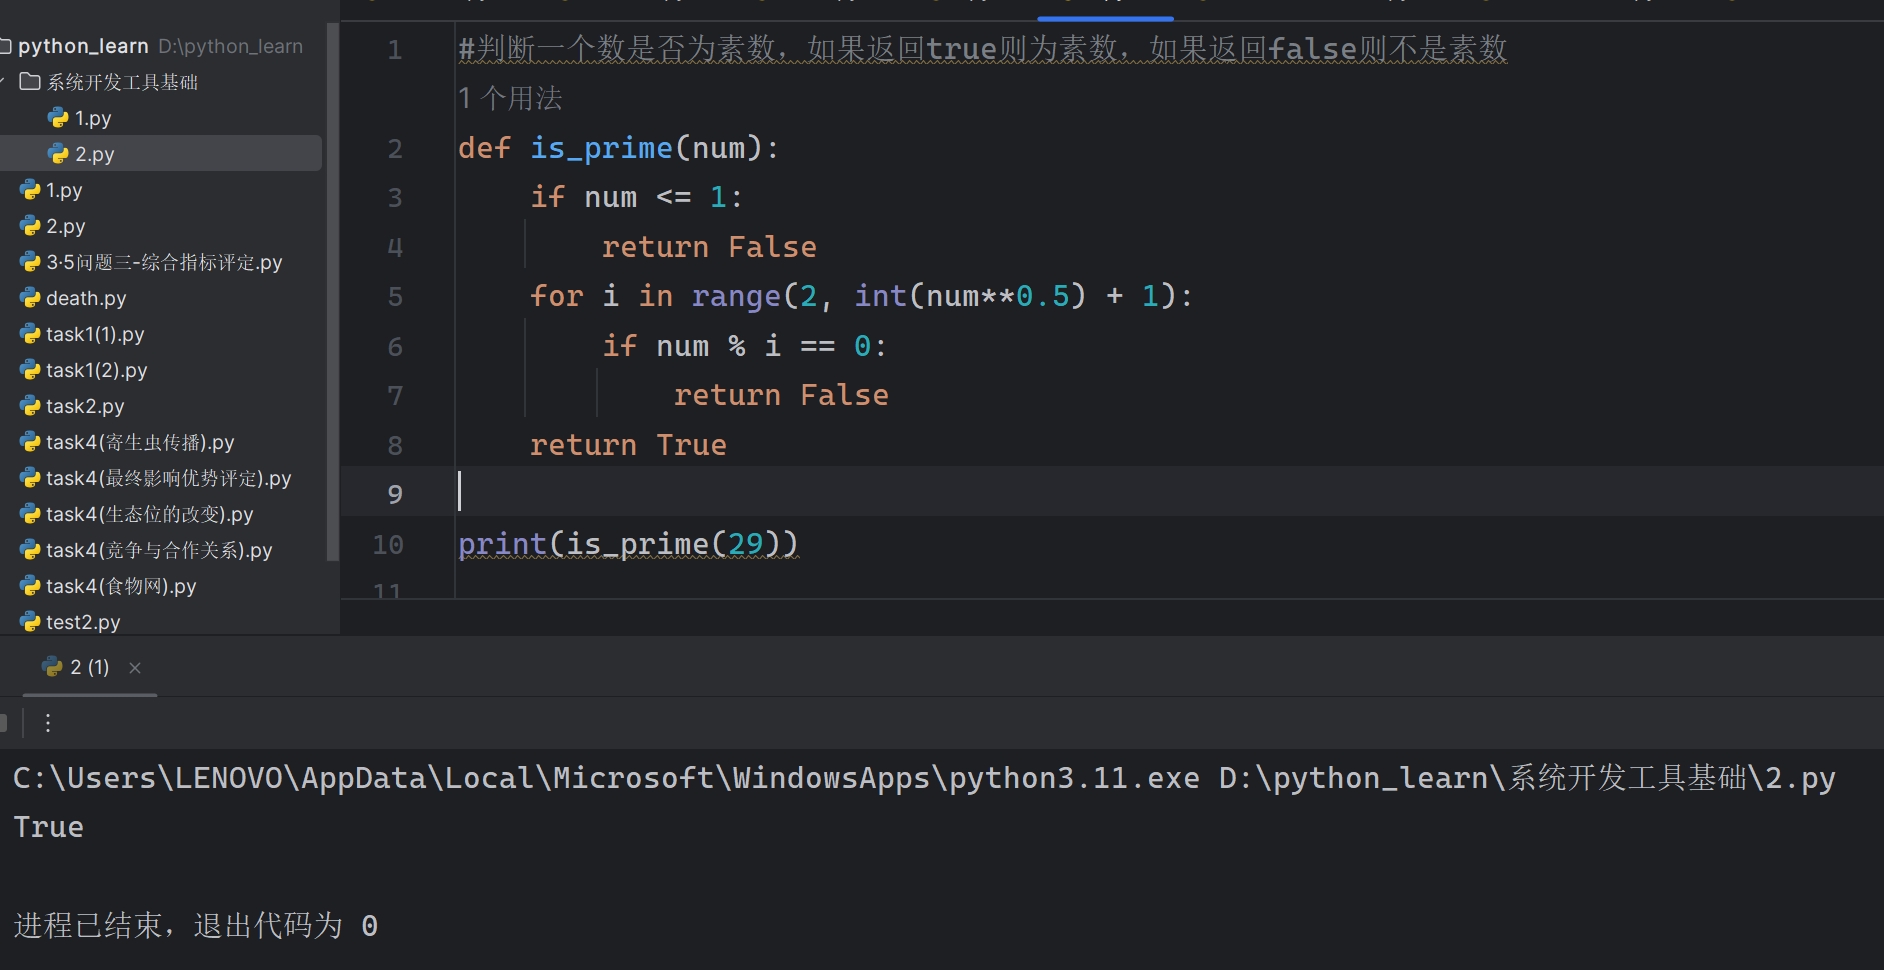 python_learn D:\python_learn
系统开发工具基础
1.py
2.py
1.py
2.py
3·5问题三-综合指标评定.py
death.py
task1(1).py
task1(2).py
task2.py
task4(寄生虫传播).py
task4(最终影响优势评定).py
task4(生态位的改变).py
task4(竞争与合作关系).py
task4(食物网).py
test2.py
1 #判断一个数是否为素数，如果返回true则为素数，如果返回false则不是素数
1 个用法
2 def is_prime(num):
3 if num <= 1:
4 return False
5 for i in range(2, int(num**0.5) + 1):
6 if num % i == 0:
7 return False
8 return True
9
10 print(is_prime(29))
11
2 (1)
C:\Users\LENOVO\AppData\Local\Microsoft\WindowsApps\python3.11.exe D:\python_learn\系统开发工具基础\2.py
True
进程已结束，退出代码为 0